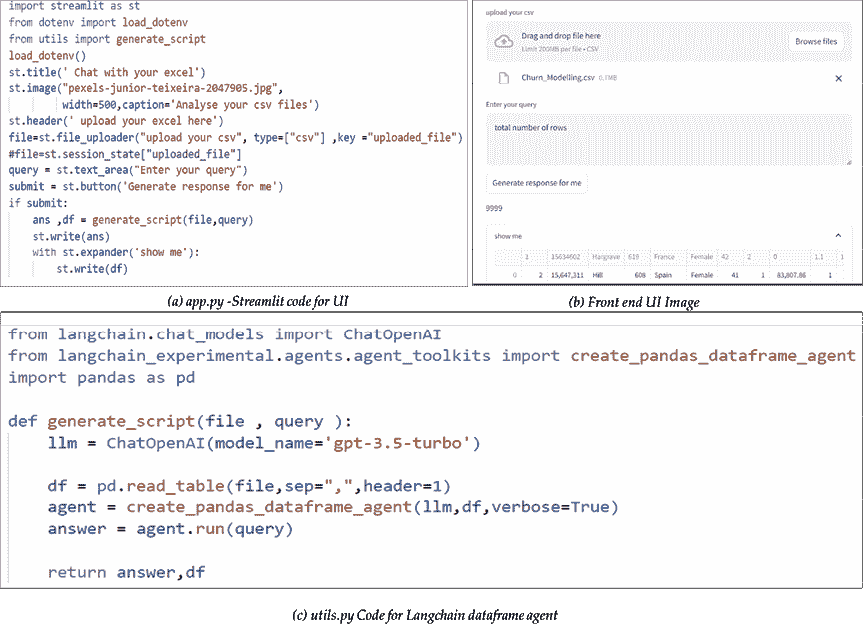 import streamlit as st
from dotenv import load_dotenv
from utils import generate_script
load_dotenv()
st.title(' Chat with your excel')
st.image("pexels-junior-teixeira-2047905.jpg",
width=500,caption='Analyse your csv files')
st.header(' upload your excel here')
file=st.file_uploader("upload your csv", type=["csv"] ,key ="uploaded_file")
#file=st.session_state["uploaded_file"]
query = st.text_area("Enter your query")
submit = st.button('Generate response for me')
if submit:
ans ,df = generate_script(file,query)
st.write(ans)
with st.expander('show me'):
st.write(df)
(a) app.py -Streamlit code for UI
upload your csv
Drag and drop file here
Limit 200MB per file • CSV
Browse files
Churn_Modelling.csv 0.7MB
Enter your query
total number of rows
Generate response for me
9999
show me
1 15634602 Hargrave 619 France Female 42 2 0 1.1 1
0 2 15,647,311 Hill 608 Spain Female 41 1 83,807.86 1
(b) Front end UI Image
from langchain.chat_models import ChatOpenAI
from langchain_experimental.agents.agent_toolkits import create_pandas_dataframe_agent
import pandas as pd
def generate_script(file , query ):
llm = ChatOpenAI(model_name='gpt-3.5-turbo')
df = pd.read_table(file,sep=",",header=1)
agent = create_pandas_dataframe_agent(llm,df,verbose=True)
answer = agent.run(query)
return answer,df
(c) utils.py Code for Langchain dataframe agent